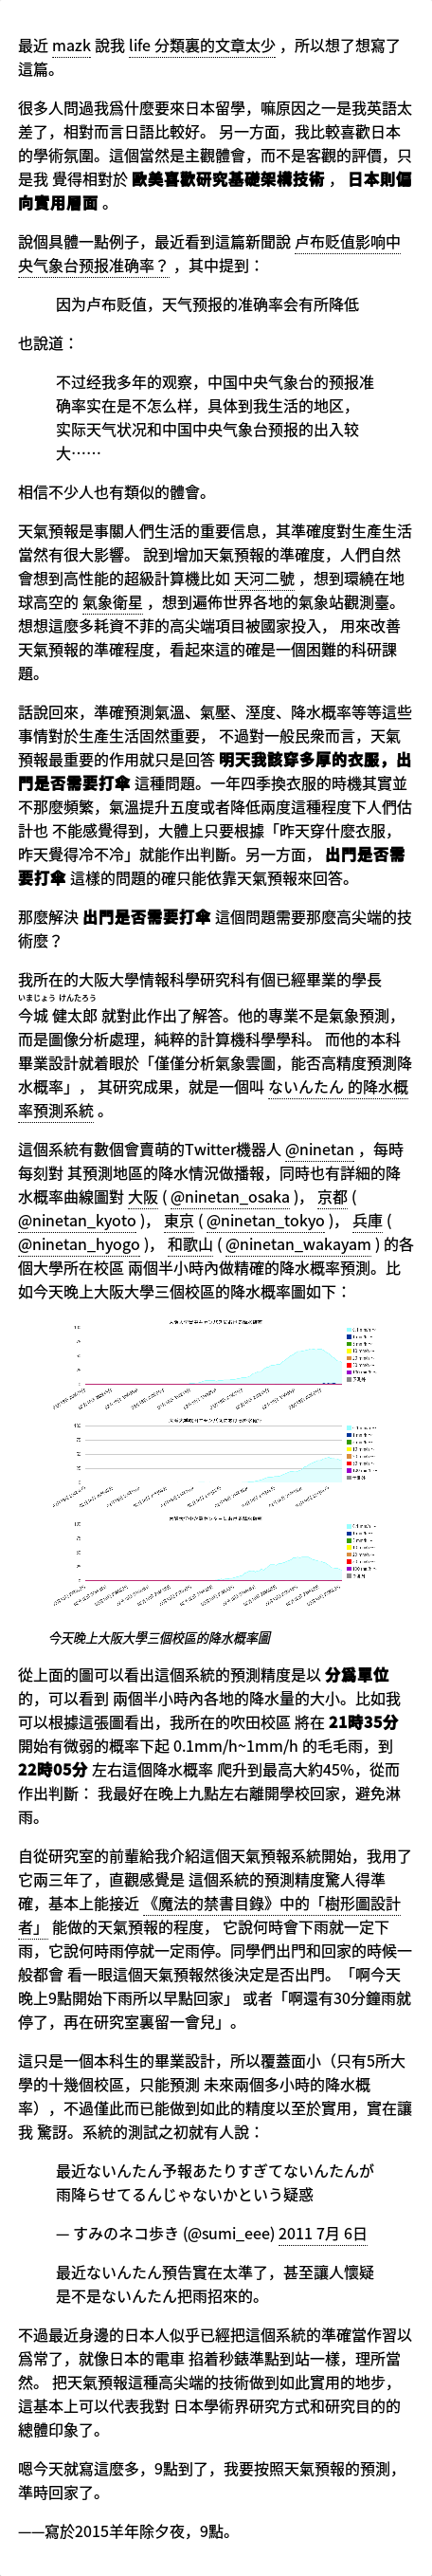 最近 mazk 說我 life 分類裏的文章太少 ，所以想了想寫了
這篇。
很多人問過我爲什麼要來日本留學，嘛原因之一是我英語太
差了，相對而言日語比較好。 另一方面，我比較喜歡日本
的學術氛圍。這個當然是主觀體會，而不是客觀的評價，只
是我 覺得相對於 歐美喜歡研究基礎架構技術 ， 日本則偏
向實用層面 。
說個具體一點例子，最近看到這篇新聞說 卢布贬值影响中
央气象台预报准确率？ ，其中提到：
因为卢布贬值，天气预报的准确率会有所降低
也說道：
不过经我多年的观察，中国中央气象台的预报准
确率实在是不怎么样，具体到我生活的地区，
实际天气状况和中国中央气象台预报的出入较
大……
相信不少人也有類似的體會。
天氣預報是事關人們生活的重要信息，其準確度對生產生活
當然有很大影響。 說到增加天氣預報的準確度，人們自然
會想到高性能的超級計算機比如 天河二號 ，想到環繞在地
球高空的 氣象衛星 ，想到遍佈世界各地的氣象站觀測臺。
想想這麼多耗資不菲的高尖端項目被國家投入， 用來改善
天氣預報的準確程度，看起來這的確是一個困難的科研課
題。
話說回來，準確預測氣溫、氣壓、溼度、降水概率等等這些
事情對於生產生活固然重要， 不過對一般民衆而言，天氣
預報最重要的作用就只是回答 明天我該穿多厚的衣服，出
門是否需要打傘 這種問題。一年四季換衣服的時機其實並
不那麼頻繁，氣溫提升五度或者降低兩度這種程度下人們估
計也 不能感覺得到，大體上只要根據「昨天穿什麼衣服，
昨天覺得冷不冷」就能作出判斷。另一方面， 出門是否需
要打傘 這樣的問題的確只能依靠天氣預報來回答。
那麼解決 出門是否需要打傘 這個問題需要那麼高尖端的技
術麼？
我所在的大阪大學情報科學研究科有個已經畢業的學長
いまじょう けんたろう
今城 健太郎 就對此作出了解答。他的專業不是氣象預測，
而是圖像分析處理，純粹的計算機科學學科。 而他的本科
畢業設計就着眼於「僅僅分析氣象雲圖，能否高精度預測降
水概率」， 其研究成果，就是一個叫 ないんたん 的降水概
率預測系統 。
這個系統有數個會賣萌的Twitter機器人 @ninetan ，每時
每刻對 其預測地區的降水情況做播報，同時也有詳細的降
水概率曲線圖對 大阪 ( @ninetan_osaka )， 京都 (
@ninetan_kyoto )， 東京 ( @ninetan_tokyo )， 兵庫 (
@ninetan_hyogo )， 和歌山 ( @ninetan_wakayam ) 的各
個大學所在校區 兩個半小時內做精確的降水概率預測。比
如今天晚上大阪大學三個校區的降水概率圖如下：
今天晚上大阪大學三個校區的降水概率圖
從上面的圖可以看出這個系統的預測精度是以 分爲單位
的，可以看到 兩個半小時內各地的降水量的大小。比如我
可以根據這張圖看出，我所在的吹田校區 將在 21時35分
開始有微弱的概率下起 0.1mm/h~1mm/h 的毛毛雨，到
22時05分 左右這個降水概率 爬升到最高大約45%，從而
作出判斷： 我最好在晚上九點左右離開學校回家，避免淋
雨。
自從研究室的前輩給我介紹這個天氣預報系統開始，我用了
它兩三年了，直觀感覺是 這個系統的預測精度驚人得準
確，基本上能接近 《魔法的禁書目錄》中的「樹形圖設計
者」 能做的天氣預報的程度， 它說何時會下雨就一定下
雨，它說何時雨停就一定雨停。同學們出門和回家的時候一
般都會 看一眼這個天氣預報然後決定是否出門。「啊今天
晚上9點開始下雨所以早點回家」 或者「啊還有30分鐘雨就
停了，再在研究室裏留一會兒」。
這只是一個本科生的畢業設計，所以覆蓋面小（只有5所大
學的十幾個校區，只能預測 未來兩個多小時的降水概
率），不過僅此而已能做到如此的精度以至於實用，實在讓
我 驚訝。系統的測試之初就有人說：
最近ないんたん予報あたりすぎてないんたんが
雨降らせてるんじゃないかという疑惑
— すみのネコ歩き (@sumi_eee) 2011 7月 6日
最近ないんたん預告實在太準了，甚至讓人懷疑
是不是ないんたん把雨招來的。
不過最近身邊的日本人似乎已經把這個系統的準確當作習以
爲常了，就像日本的電車 掐着秒錶準點到站一樣，理所當
然。 把天氣預報這種高尖端的技術做到如此實用的地步，
這基本上可以代表我對 日本學術界研究方式和研究目的的
總體印象了。
嗯今天就寫這麼多，9點到了，我要按照天氣預報的預測，
準時回家了。
——寫於2015羊年除夕夜，9點。